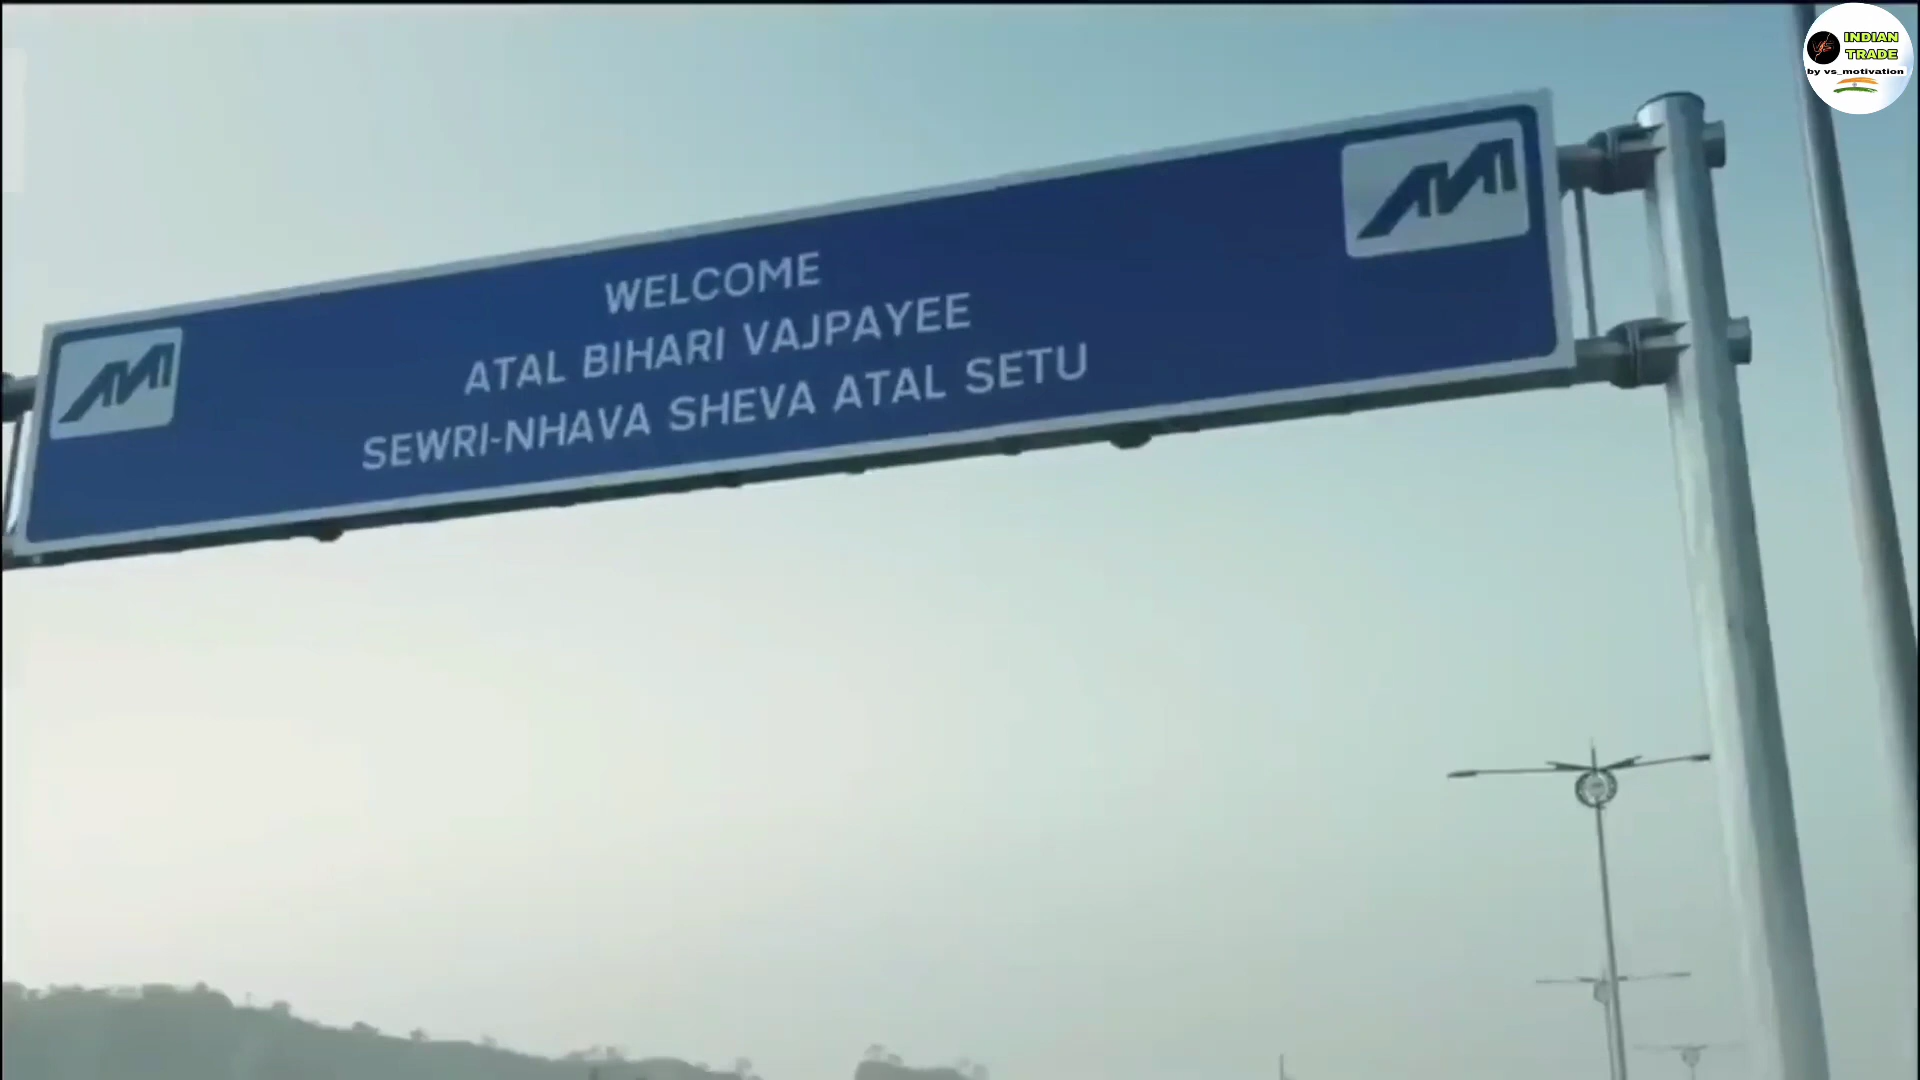 INDIAN
TRADE
by vs_motivation
WELCOME
ATAL BIHARI VAJPAYEE
SEWRI-NHAVA SHEVA ATAL SETU